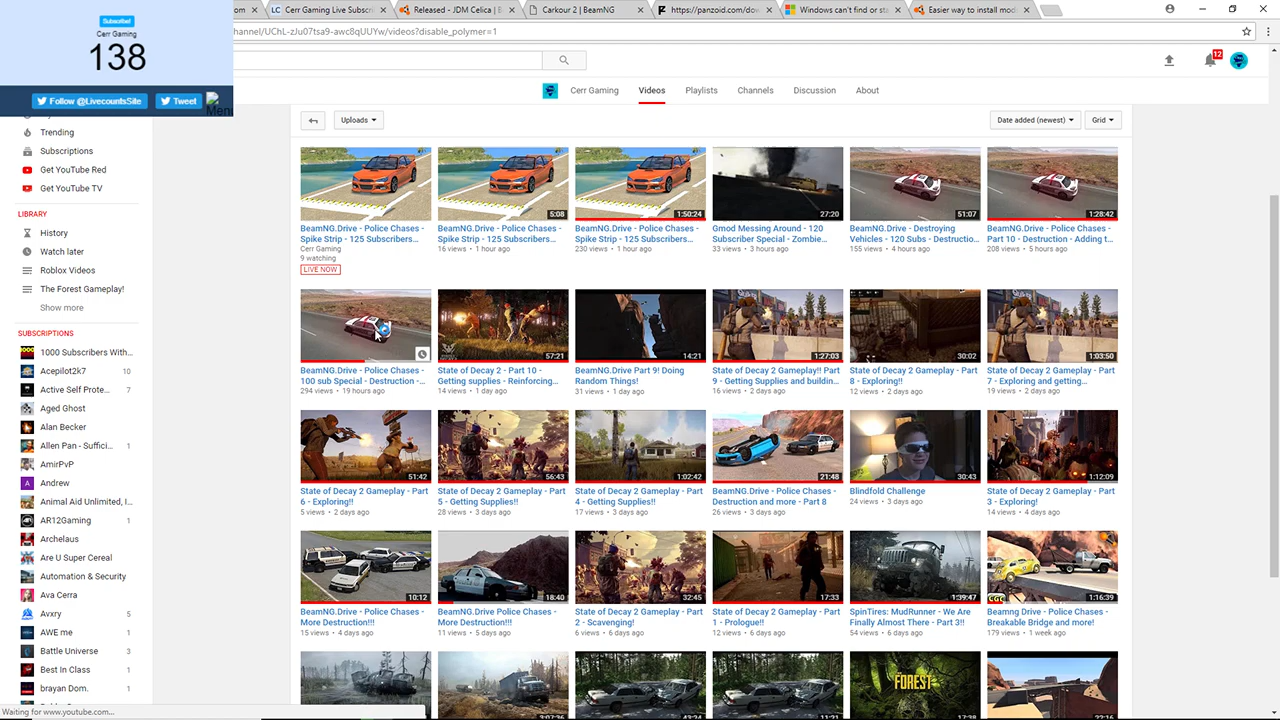 om
Cerr Gaming Live Subscri
Released - JDM Celica | B
Carkour 2 | BeamNG
https://panzoid.com/dow
Windows can't find or sta
Easier way to install mod
Subscribe!
Cerr Gaming
138
Follow @LivecountsSite
Tweet
hannel/UChL-zJu07tsa9-awc8qUUYw/videos?disable_polymer=1
12
Cerr Gaming
Videos
Playlists
Channels
Discussion
About
Uploads
Date added (newest)
Grid
Trending
Subscriptions
Get YouTube Red
Get YouTube TV
LIBRARY
History
Watch later
Roblox Videos
The Forest Gameplay!
Show more
SUBSCRIPTIONS
1000 Subscribers With...
Acepilot2k7 10
Active Self Prote... 7
Aged Ghost
Alan Becker
Allen Pan - Suffici... 1
AmirPvP
Andrew
Animal Aid Unlimited, I...
AR12Gaming
Archelaus
Are U Super Cereal
Automation & Security
Ava Cerra
Avxry 5
AWE me 1
Battle Universe 3
Best In Class 1
brayan Dom. 1
BeamNG.Drive - Police Chases -
Spike Strip - 125 Subscribers...
Cerr Gaming
9 watching
LIVE NOW
5:08
BeamNG.Drive - Police Chases -
Spike Strip - 125 Subscribers...
16 views • 1 hour ago
1:50:24
BeamNG.Drive - Police Chases -
Spike Strip - 125 Subscribers...
230 views • 1 hour ago
27:20
Gmod Messing Around - 120
Subscriber Special - Zombie...
33 views • 3 hours ago
51:07
BeamNG.Drive - Destroying
Vehicles - 120 Subs - Destructio...
155 views • 4 hours ago
1:28:42
BeamNG.Drive - Police Chases -
Part 10 - Destruction - Adding t...
208 views • 5 hours ago
BeamNG.Drive - Police Chases -
100 sub Special - Destruction -...
294 views • 19 hours ago
57:21
State of Decay 2 - Part 10 -
Getting supplies - Reinforcing...
14 views • 1 day ago
14:21
BeamNG.Drive Part 9! Doing
Random Things!
31 views • 1 day ago
1:27:03
State of Decay 2 Gameplay!! Part
9 - Getting Supplies and buildin...
16 views • 2 days ago
30:02
State of Decay 2 Gameplay - Part
8 - Exploring!!
12 views • 2 days ago
1:03:50
State of Decay 2 Gameplay - Part
7 - Exploring and getting...
19 views • 2 days ago
51:42
State of Decay 2 Gameplay - Part
6 - Exploring!!
5 views • 2 days ago
56:43
State of Decay 2 Gameplay - Part
5 - Getting Supplies!!
28 views • 3 days ago
1:02:42
State of Decay 2 Gameplay - Part
4 - Getting Supplies!!
17 views • 3 days ago
21:48
BeamNG.Drive - Police Chases -
Destruction and more - Part 8
26 views • 3 days ago
30:43
Blindfold Challenge
24 views • 3 days ago
1:12:09
State of Decay 2 Gameplay - Part
3 - Exploring!
14 views • 4 days ago
10:12
BeamNG.Drive - Police Chases -
More Destruction!!!
15 views • 4 days ago
18:40
BeamNG.Drive Police Chases -
More Destruction!!!
11 views • 5 days ago
32:45
State of Decay 2 Gameplay - Part
2 - Scavenging!
6 views • 6 days ago
17:33
State of Decay 2 Gameplay - Part
1 - Prologue!!
12 views • 6 days ago
1:39:47
SpinTires: MudRunner - We Are
Finally Almost There - Part 3!!
54 views • 6 days ago
1:16:39
Beamng Drive - Police Chases -
Breakable Bridge and more!
179 views • 1 week ago
THE FOREST
Waiting for www.youtube.com...